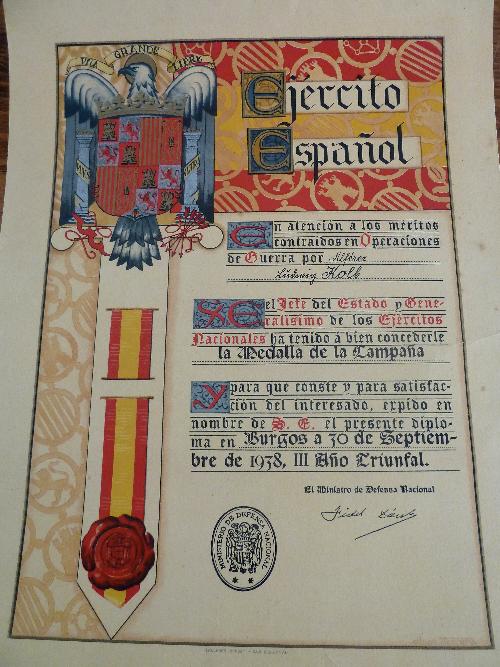 UNA GRANDE LIBRE
Ejército
Español
En atención a los méritos
contraídos en Operaciones
de Guerra por Alférez
Ludwig Kolb
S. E. el Jefe del Estado y Gene-
ralísimo de los Ejércitos
Nacionales ha tenido á bien concederle
la Medalla de la Campaña
Y para que conste y para satisfac-
ción del interesado, expido en
nombre de S. E. el presente diplo-
ma en Burgos a 30 de Septiem-
bre de 1938, III Año Triunfal.
El Ministro de Defensa Nacional
MINISTERIO DE DEFENSA NACIONAL